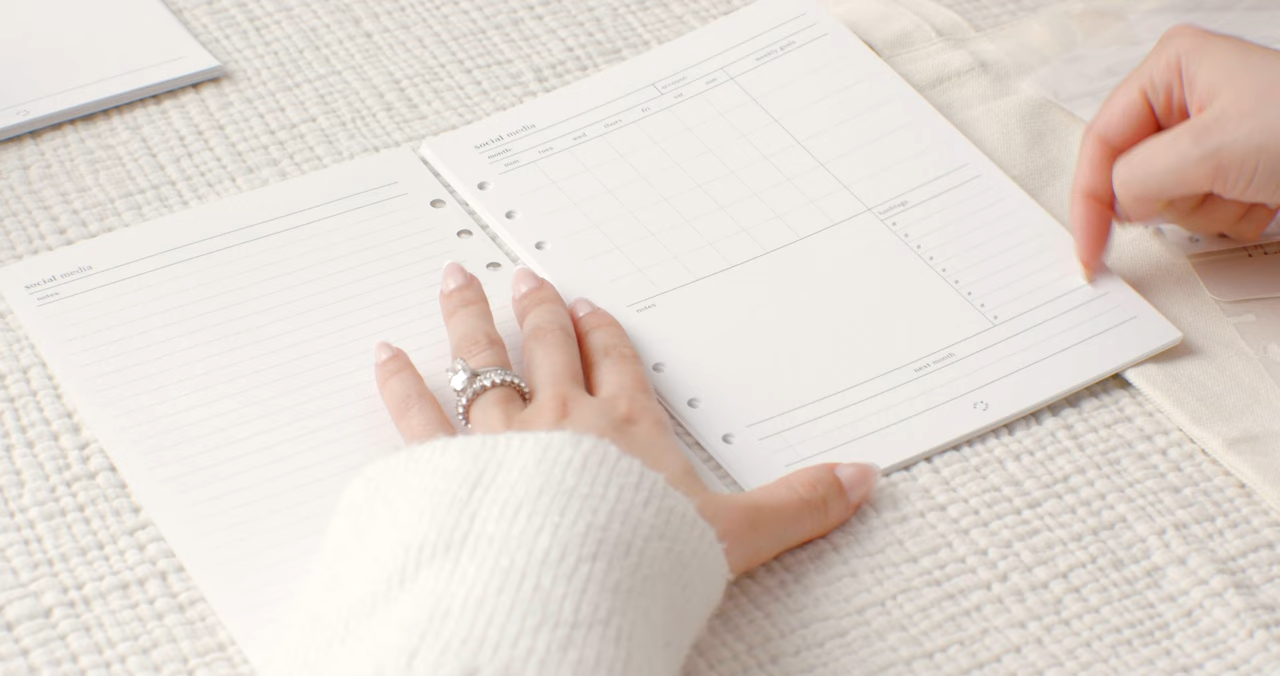 social media
notes
social media
account
weekly goals
month:
mon
tues
wed
thurs
fri
sat
sun
hashtags
#
#
#
#
#
#
#
#
notes
next month